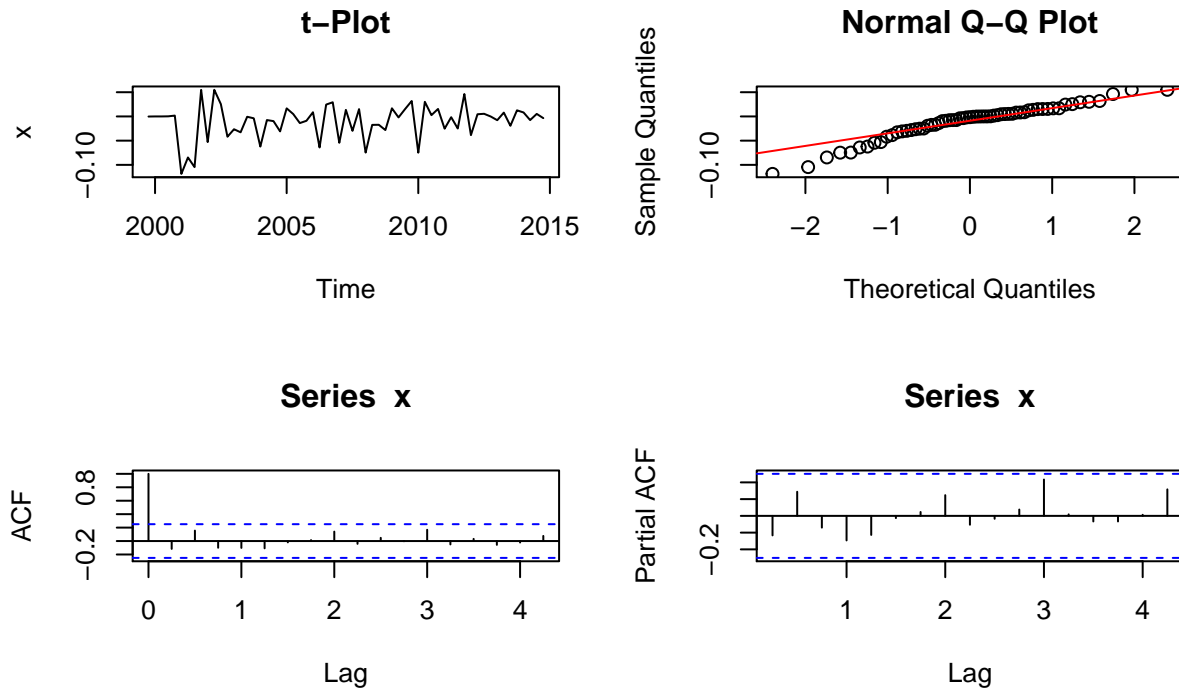 t−Plot
x
−0.10
2000 2005 2010 2015
Time
Normal Q−Q Plot
Sample Quantiles
−0.10
−2 −1 0 1 2
Theoretical Quantiles
Series x
ACF
−0.2 0.8
0 1 2 3 4
Lag
Series x
Partial ACF
−0.2
1 2 3 4
Lag